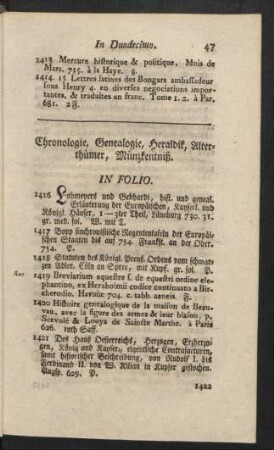 In Duodecimo. 47
1413 Mercure historique & politique. Mois de
Mars, 715. à la Haye. 8.
1414. 15 Lettres latines des Bongars ambassadeur
sous Henry 4. en diverses negociations impor-
tantes, & traduites en franc. Tome 1. 2. à Par,
681. 2 F.
Chronologie, Genealogie, Heraldik, Alter-
thümer, Münzkentniß.
IN FOLIO.
1416 Lohmeyers und Gebhardi, hist. und geneal.
Erläuterung der Europäischen, Kayserl. und
Königl. Häuser, 1—3ter Theil, Lüneburg 730. 31.
gr. med. fol. W. mit T.
1417 Bopp synchronistische Regententafeln der Europäi-
schen Staaten bis auf 754. Frankf. an der Oder.
754. P.
1418 Statuten des Königl. Preuß. Ordens vom schwar-
zen Adler. Cöln an Spree, mit Kupf. gr. fol. P.
1419 Breviarium equestre f. de equestri ordine ele-
phantino, ex Herzholmii codice continuato a Bir-
cherodio. Havniæ 704. c. tabb. aeneis. F.
1420 Histoire genealogique de la maison de Beau-
vau, avec la figure des armes & leur blason, p.
Scevole & Louys de Saincte Marthe. à Paris
626. roth Saff.
1421 Des Hauß Oesterreichs, Herzogen, Erzherzo-
gen, König und Kayser, eigentliche Contrafacturen,
samt historischer Beschreibung, von Rudolf I. bis
Ferdinand II. von W. Kilian in Kupfer gestochen.
Augsp. 629. P.
1422